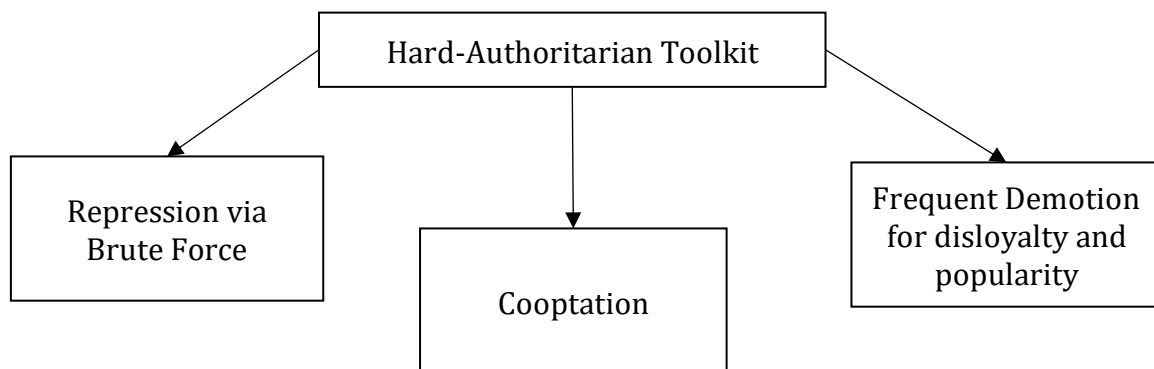 Hard-Authoritarian Toolkit
Repression via
Brute Force
Cooptation
Frequent Demotion
for disloyalty and
popularity